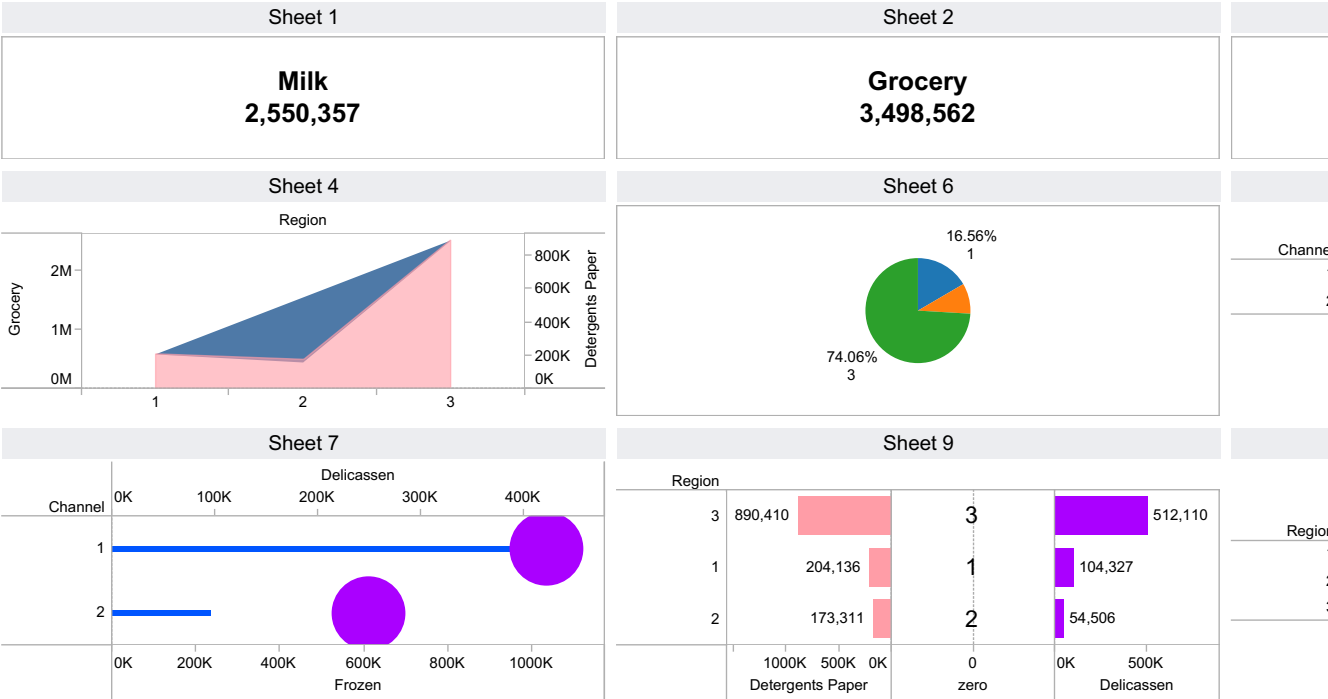 Sheet 1
Milk
2,550,357
Sheet 2
Grocery
3,498,562
Sheet 4
Region
Grocery
2M
1M
0M
800K
600K
400K
200K
0K
Detergents Paper
1 2 3
Sheet 6
16.56%
1
74.06%
3
Channe
Sheet 7
Delicassen
Channel
0K 100K 200K 300K 400K
1
2
0K 200K 400K 600K 800K 1000K
Frozen
Sheet 9
Region
3 890,410 3 512,110
1 204,136 1 104,327
2 173,311 2 54,506
1000K 500K 0K 0 0K 500K
Detergents Paper zero Delicassen
Region